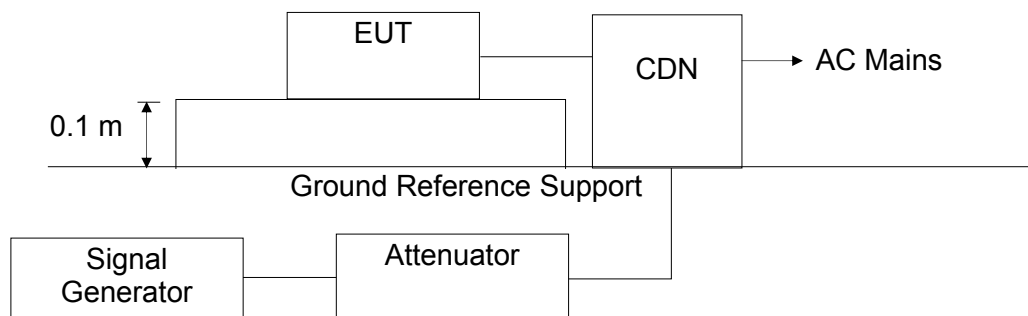 EUT
CDN
AC Mains
0.1 m
Ground Reference Support
Signal
Generator
Attenuator